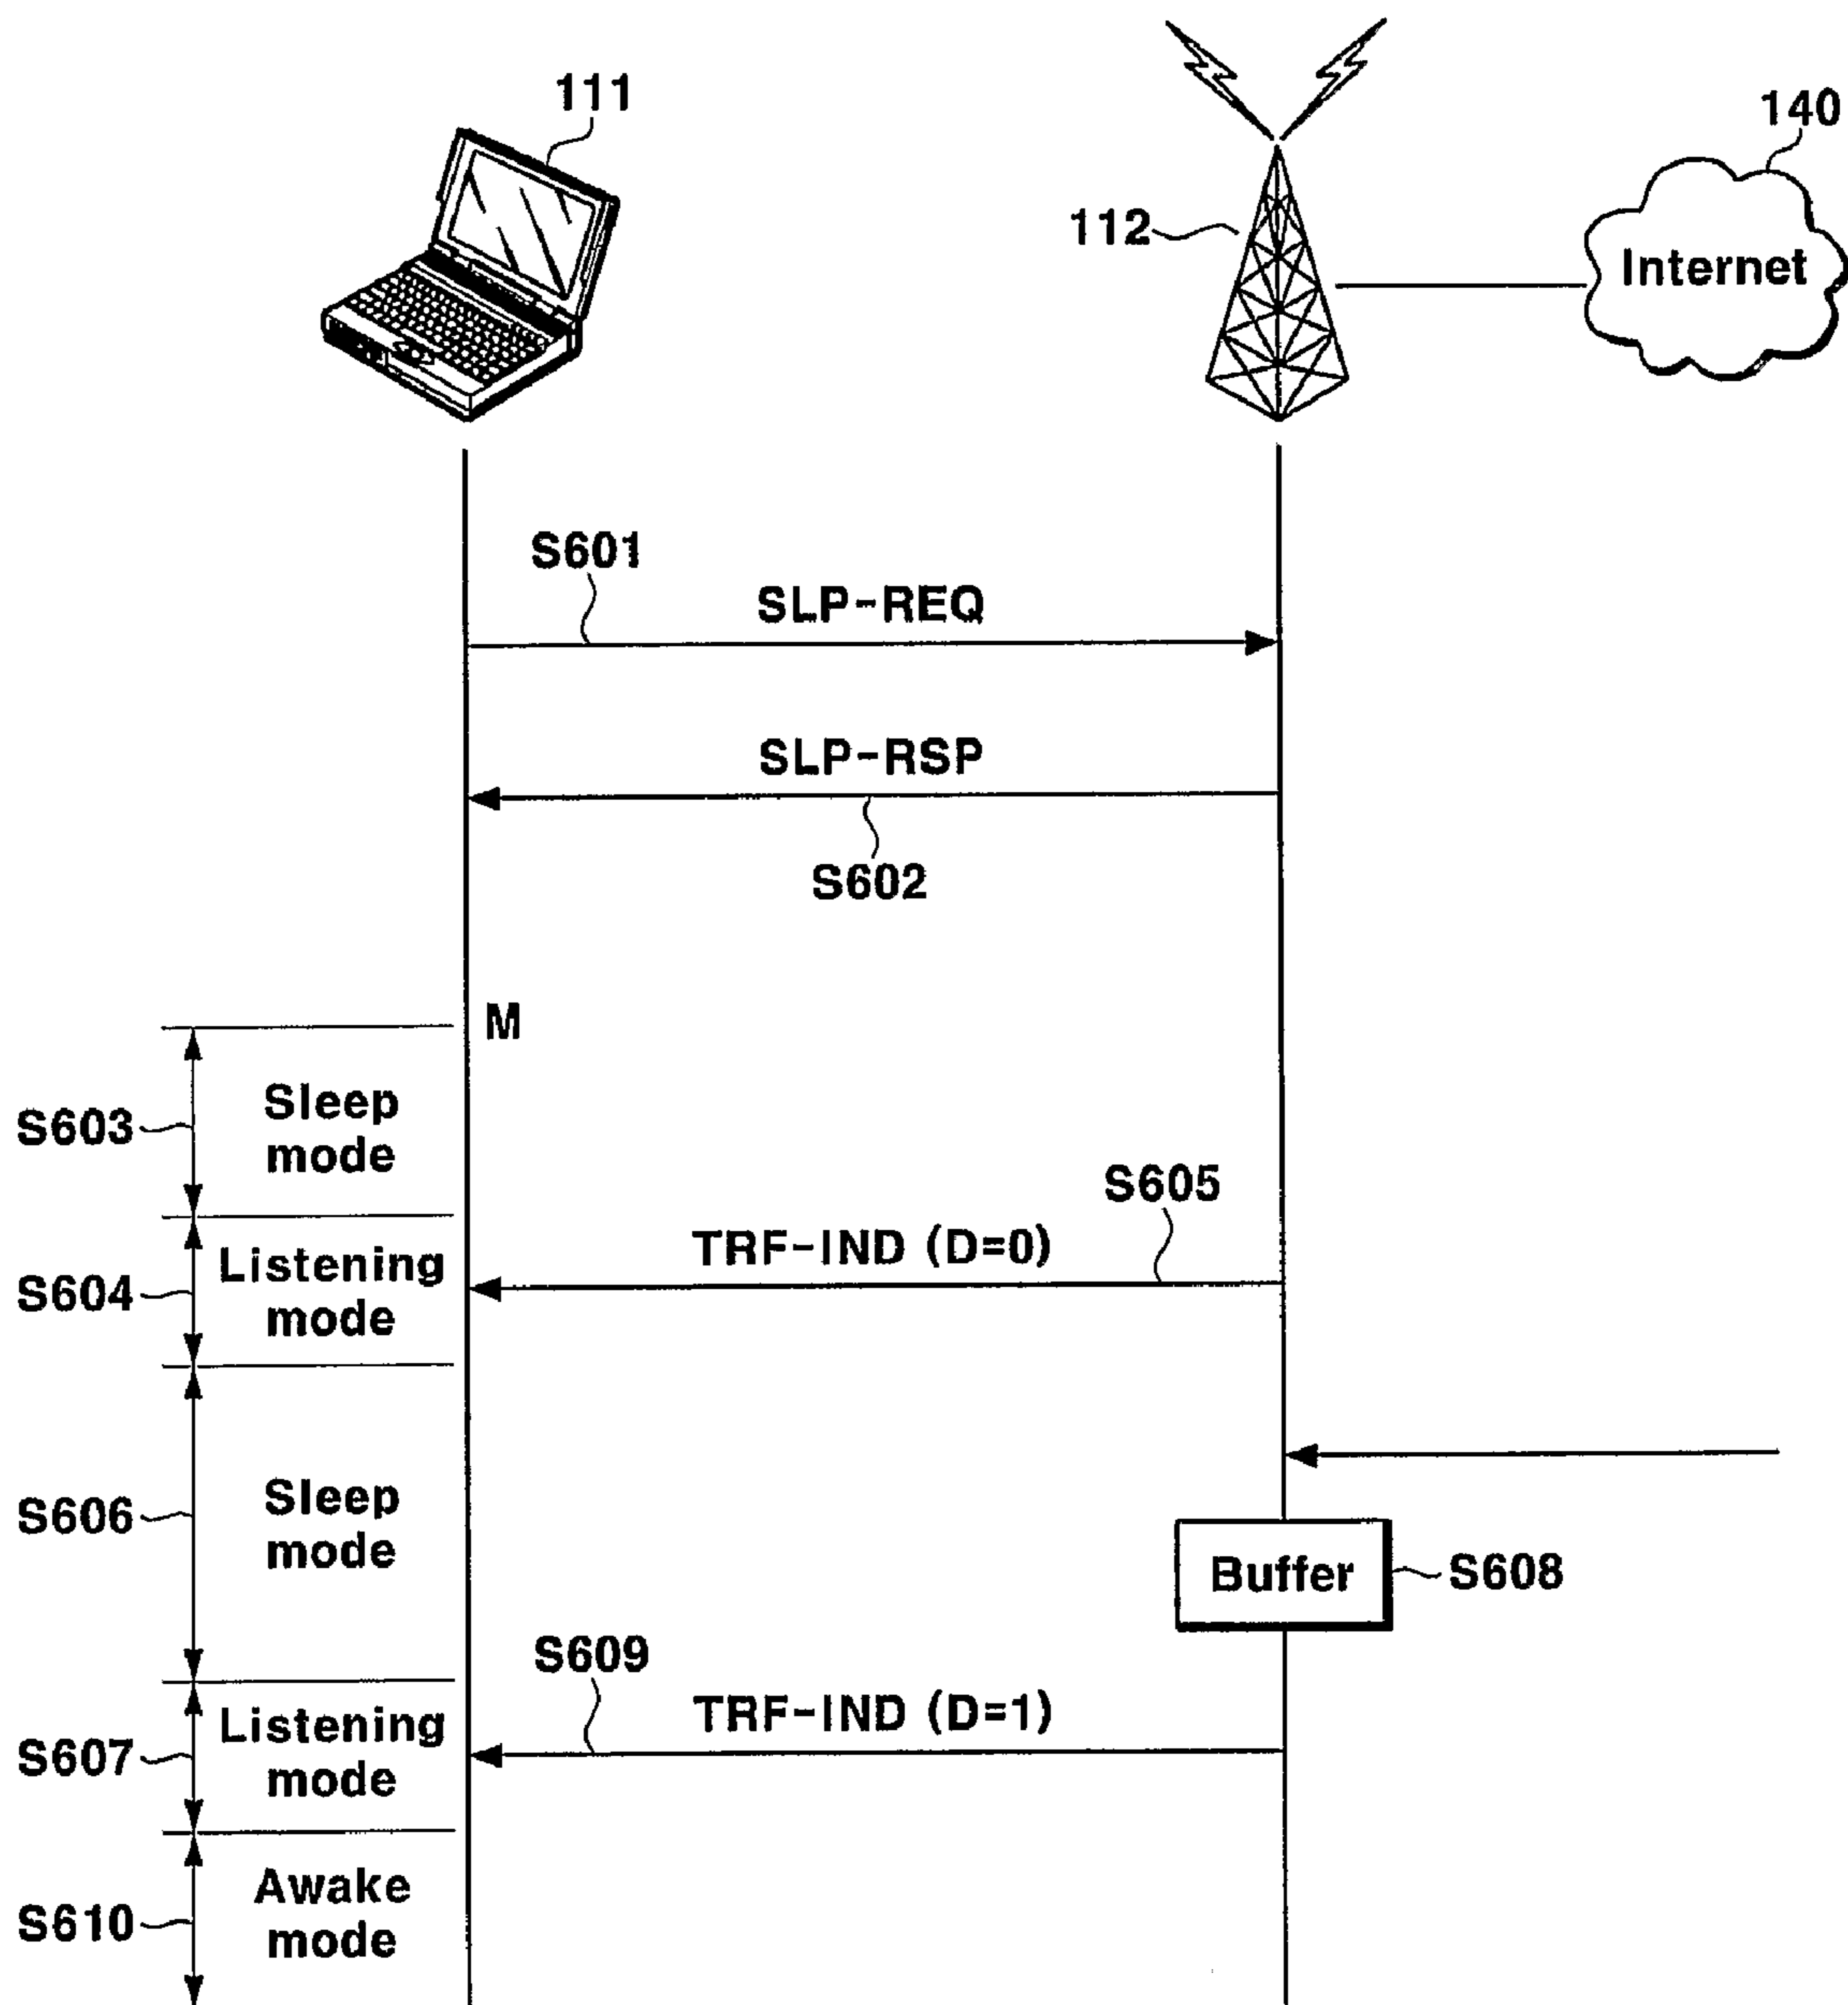 111
140
112
Internet
S601
SLP-REQ
SLP-RSP
S602
M
S603
Sleep
mode
S605
TRF-IND (D=0)
S604
Listening
mode
S606
Sleep
mode
Buffer
S608
S609
TRF-IND (D=1)
S607
Listening
mode
S610
Awake
mode